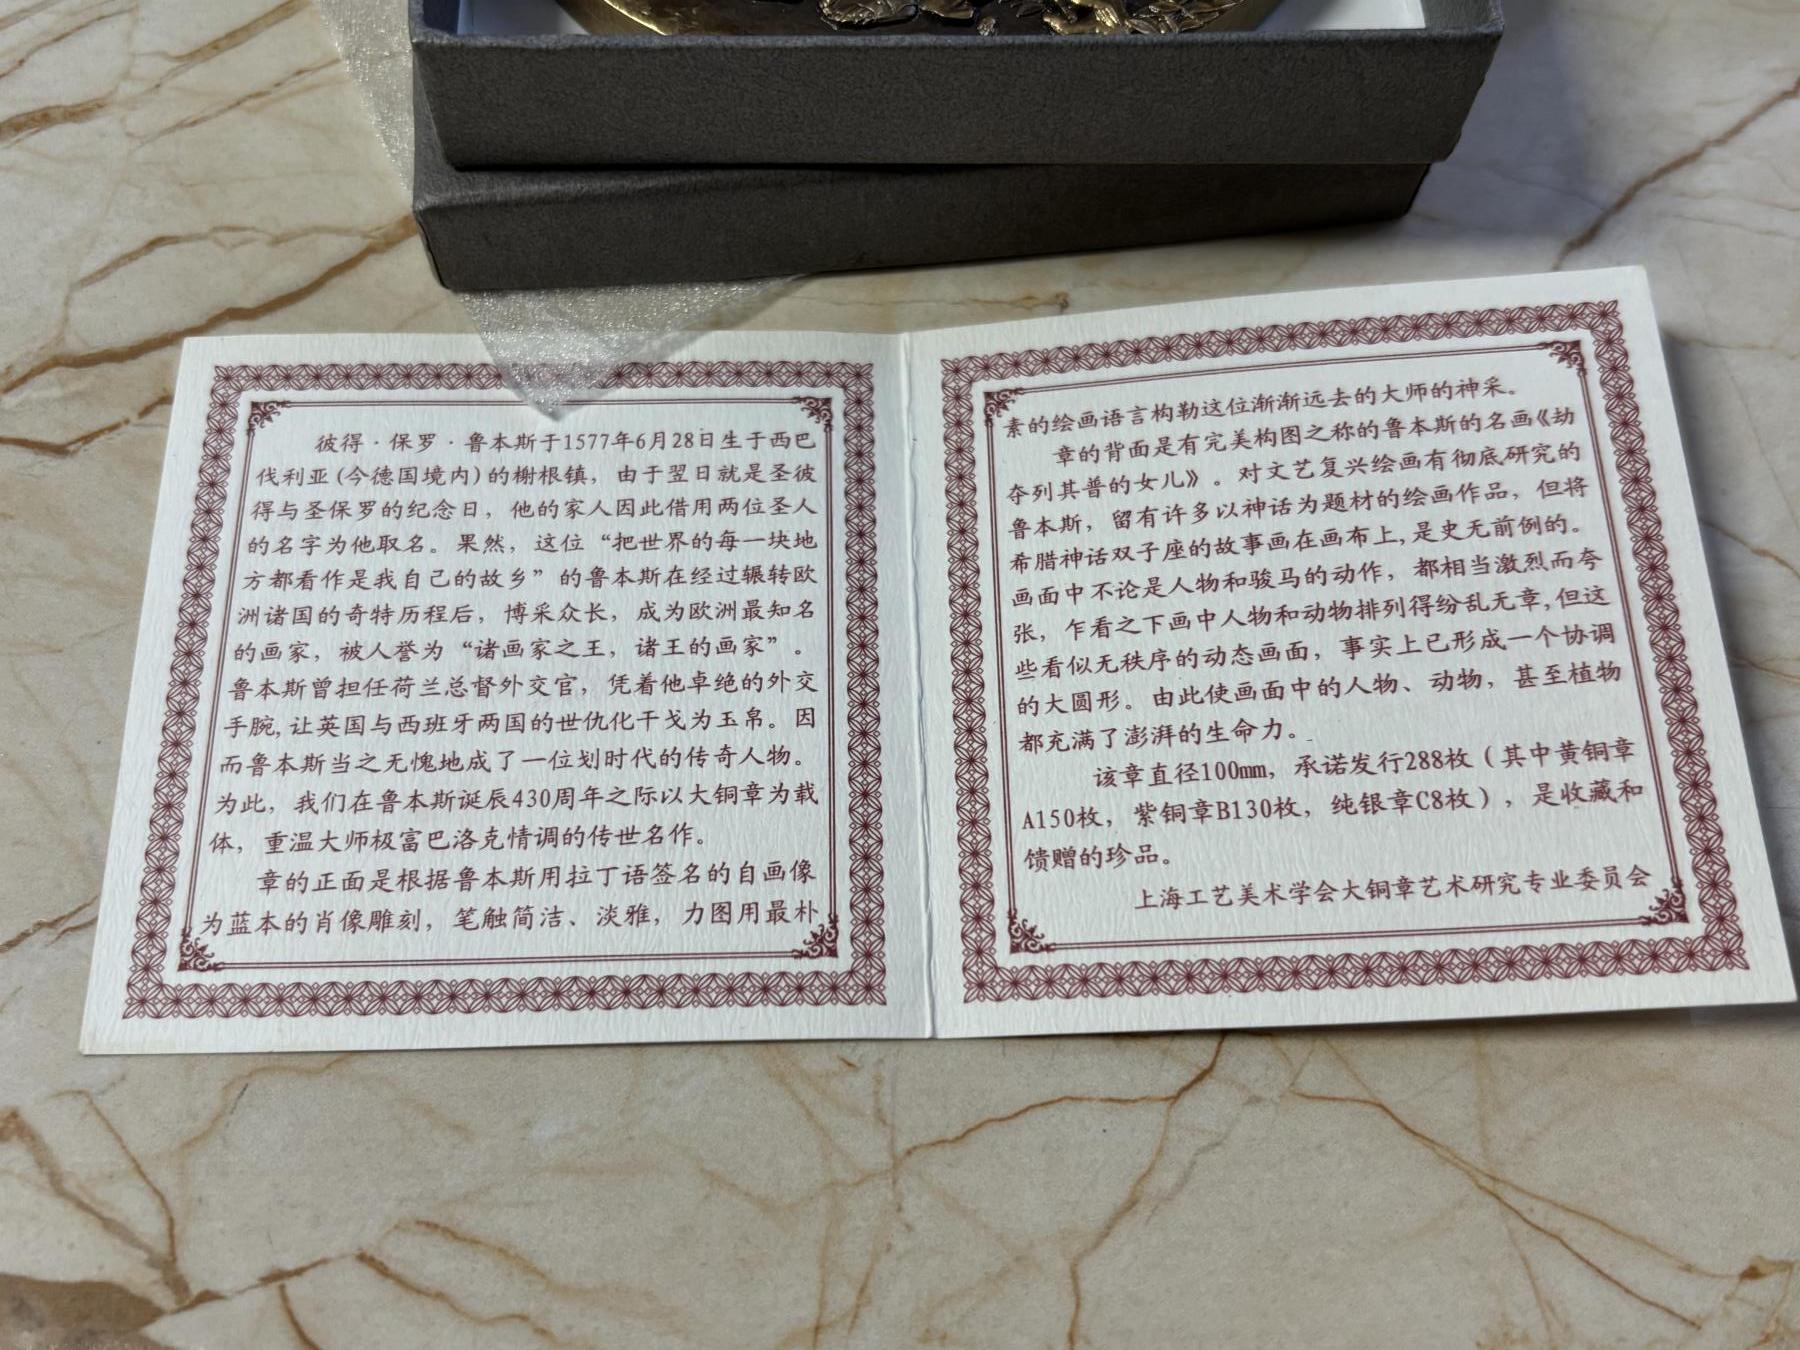 彼得·保罗·鲁本斯于1577年6月28日生于西巴
伐利亚(今德国境内)的榭根镇，由于翌日就是圣彼
得与圣保罗的纪念日，他的家人因此借用两位圣人
的名字为他取名。果然，这位“把世界的每一块地
方都看作是我自己的故乡”的鲁本斯在经过辗转欧
洲诸国的奇特历程后，博采众长，成为欧洲最知名
的画家，被人誉为“诸画家之王，诸王的画家”。
鲁本斯曾担任荷兰总督外交官，凭着他卓绝的外交
手腕,让英国与西班牙两国的世仇化干戈为玉帛。因
而鲁本斯当之无愧地成了一位划时代的传奇人物。
为此，我们在鲁本斯诞辰430周年之际以大铜章为载
体，重温大师极富巴洛克情调的传世名作。
章的正面是根据鲁本斯用拉丁语签名的自画像
为蓝本的肖像雕刻，笔触简洁、淡雅，力图用最朴
素的绘画语言构勒这位渐渐远去的大师的神采。
章的背面是有完美构图之称的鲁本斯的名画《劫
夺列其普的女儿》。对文艺复兴绘画有彻底研究的
鲁本斯，留有许多以神话为题材的绘画作品，但将
希腊神话双子座的故事画在画布上,是史无前例的。
画面中不论是人物和骏马的动作，都相当激烈而夸
张，乍看之下画中人物和动物排列得纷乱无章,但这
些看似无秩序的动态画面，事实上已形成一个协调
的大圆形。由此使画面中的人物、动物，甚至植物
都充满了澎湃的生命力。
该章直径100mm，承诺发行288枚（其中黄铜章
A150枚，紫铜章B130枚，纯银章C8枚），是收藏和
馈赠的珍品。
上海工艺美术学会大铜章艺术研究专业委员会